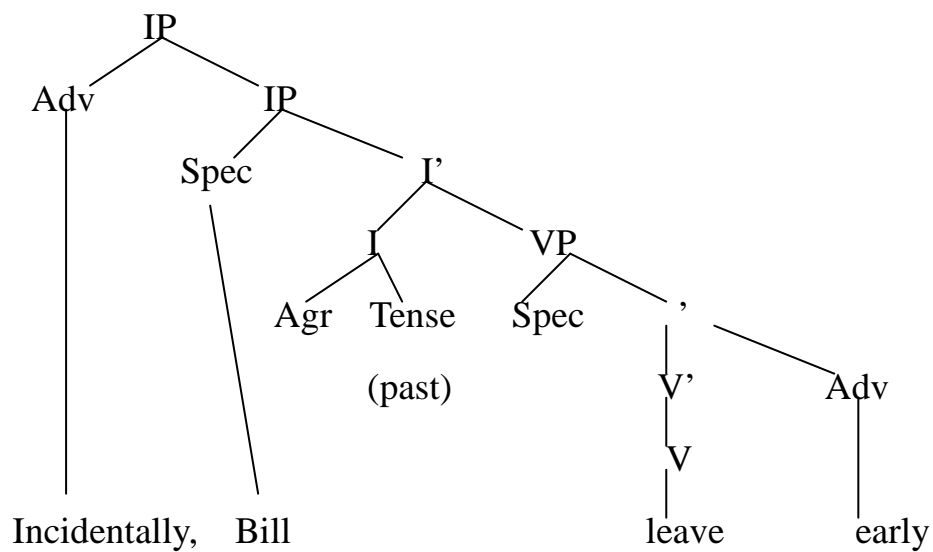 IP
Adv IP
Spec I’
I VP
Agr Tense Spec ’
(past) V’ Adv
V
Incidentally, Bill leave early